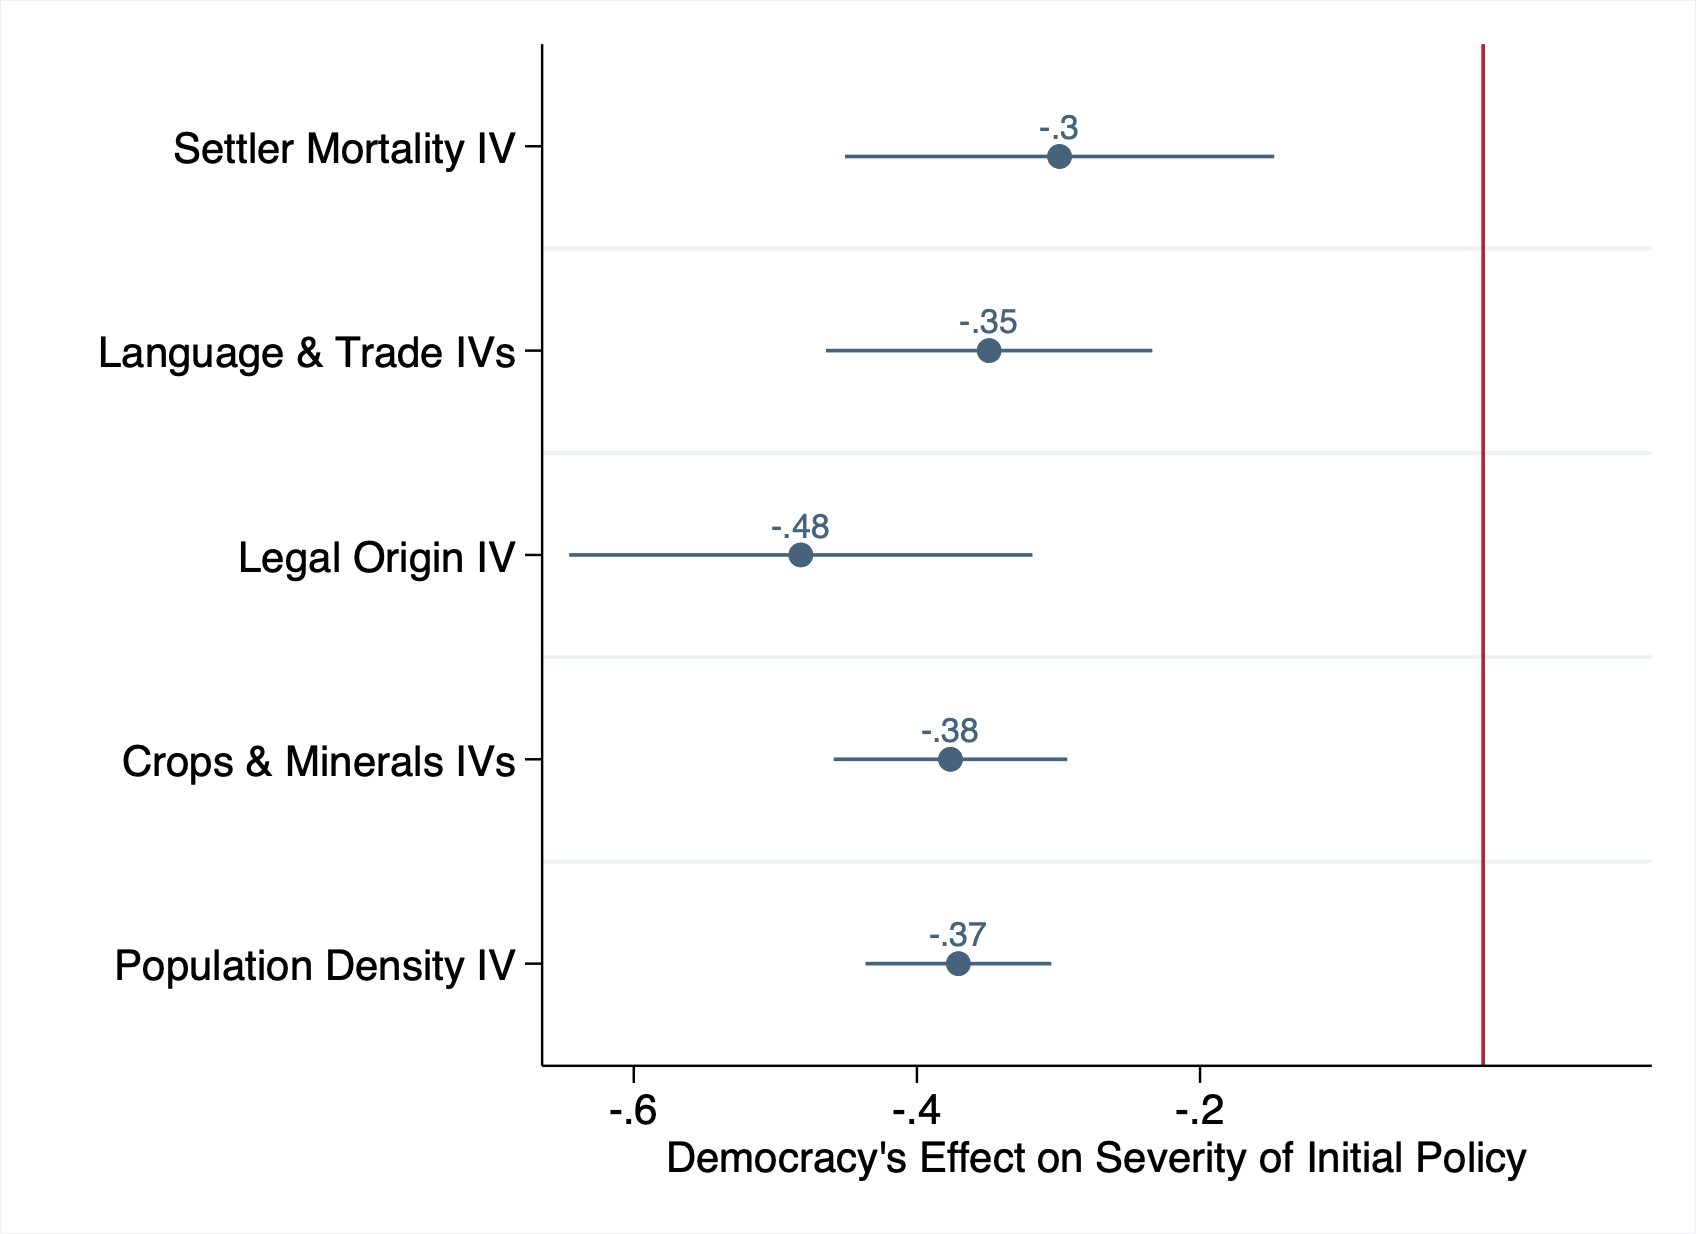 Settler Mortality IV
-.3
Language & Trade IVs
-.35
Legal Origin IV
-.48
Crops & Minerals IVs
-.38
Population Density IV
-.37
-.6 -.4 -.2
Democracy's Effect on Severity of Initial Policy